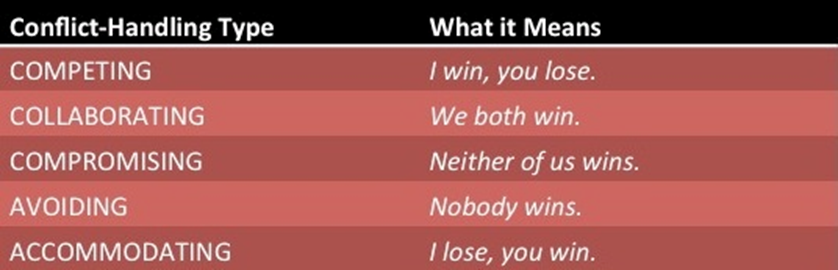 Conflict-Handling Type What it Means
COMPETING I win, you lose.
COLLABORATING We both win.
COMPROMISING Neither of us wins.
AVOIDING Nobody wins.
ACCOMMODATING I lose, you win.